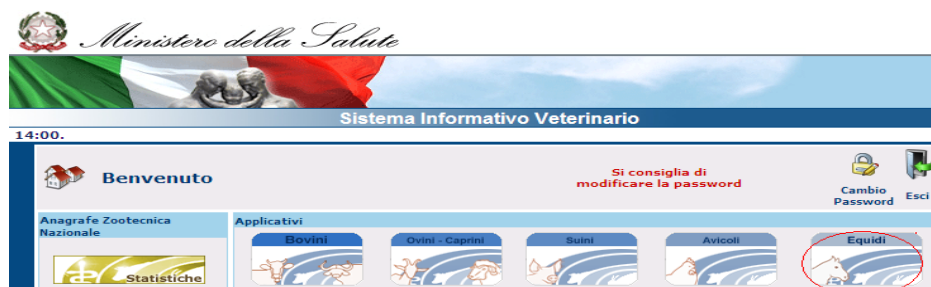 Ministero della Salute
Sistema Informativo Veterinario
14:00.
Benvenuto
Si consiglia di
modificare la password
Cambio
Password
Esci
Anagrafe Zootecnica
Nazionale
Statistiche
Applicativi
Bovini
Ovini - Caprini
Suini
Avicoli
Equidi